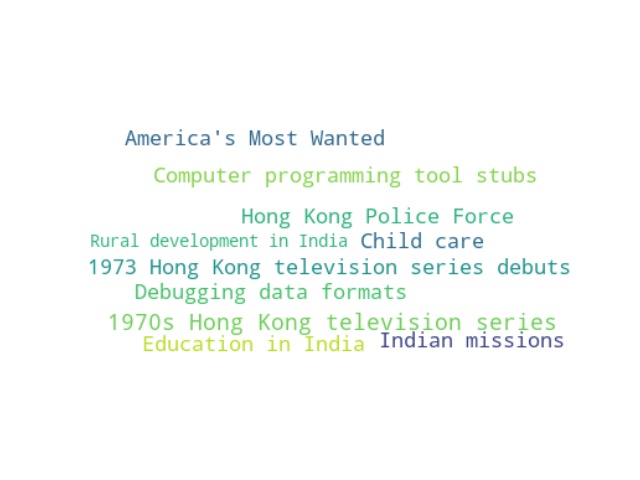 America's Most Wanted
Computer programming tool stubs
Hong Kong Police Force
Rural development in India
Child care
1973 Hong Kong television series debuts
Debugging data formats
1970s Hong Kong television series
Education in India
Indian missions